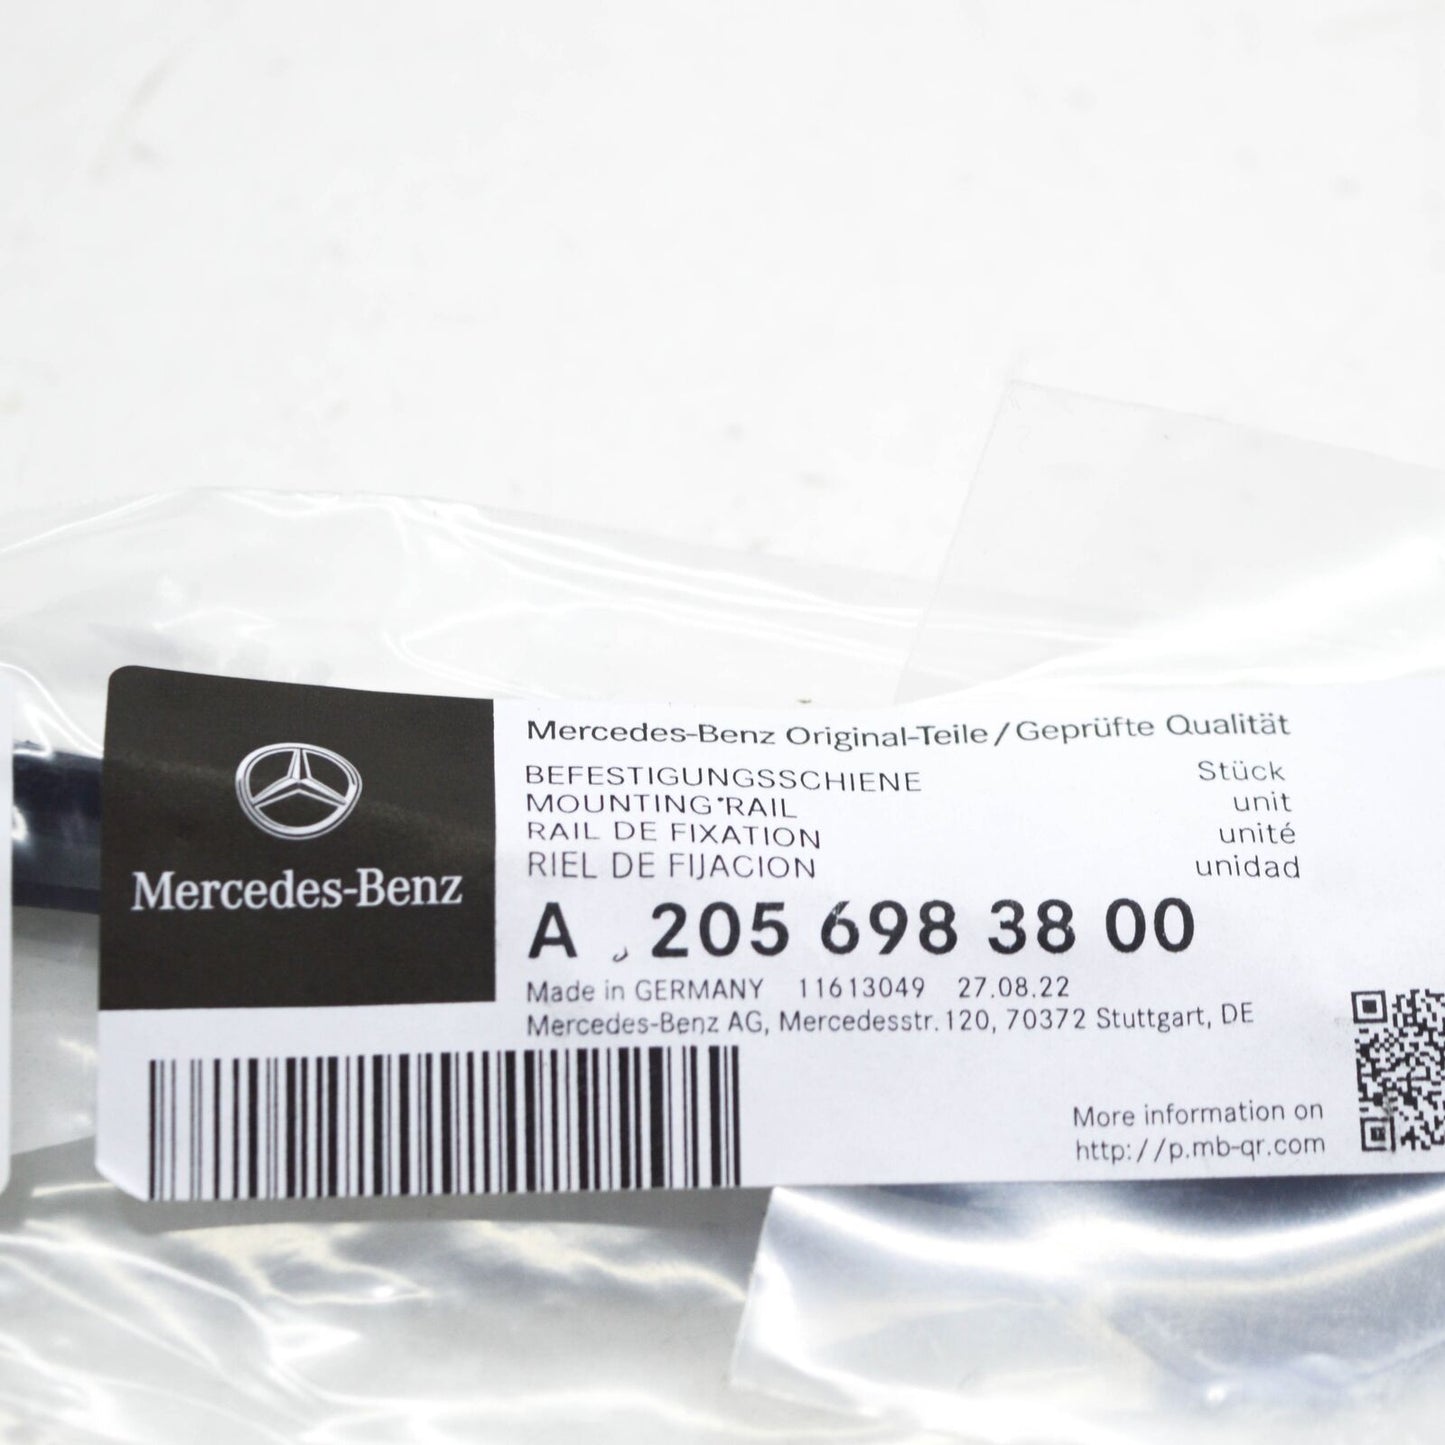 Mercedes-Benz
Mercedes-Benz Original-Teile / Geprüfte Qualität
BEFESTIGUNGSSCHIENE Stück
MOUNTING RAIL unit
RAIL DE FIXATION unité
RIEL DE FIJACION unidad
A 205 698 38 00
Made in GERMANY 11613049 27.08.22
Mercedes-Benz AG, Mercedesstr. 120, 70372 Stuttgart, DE
More information on
http://p.mb-qr.com